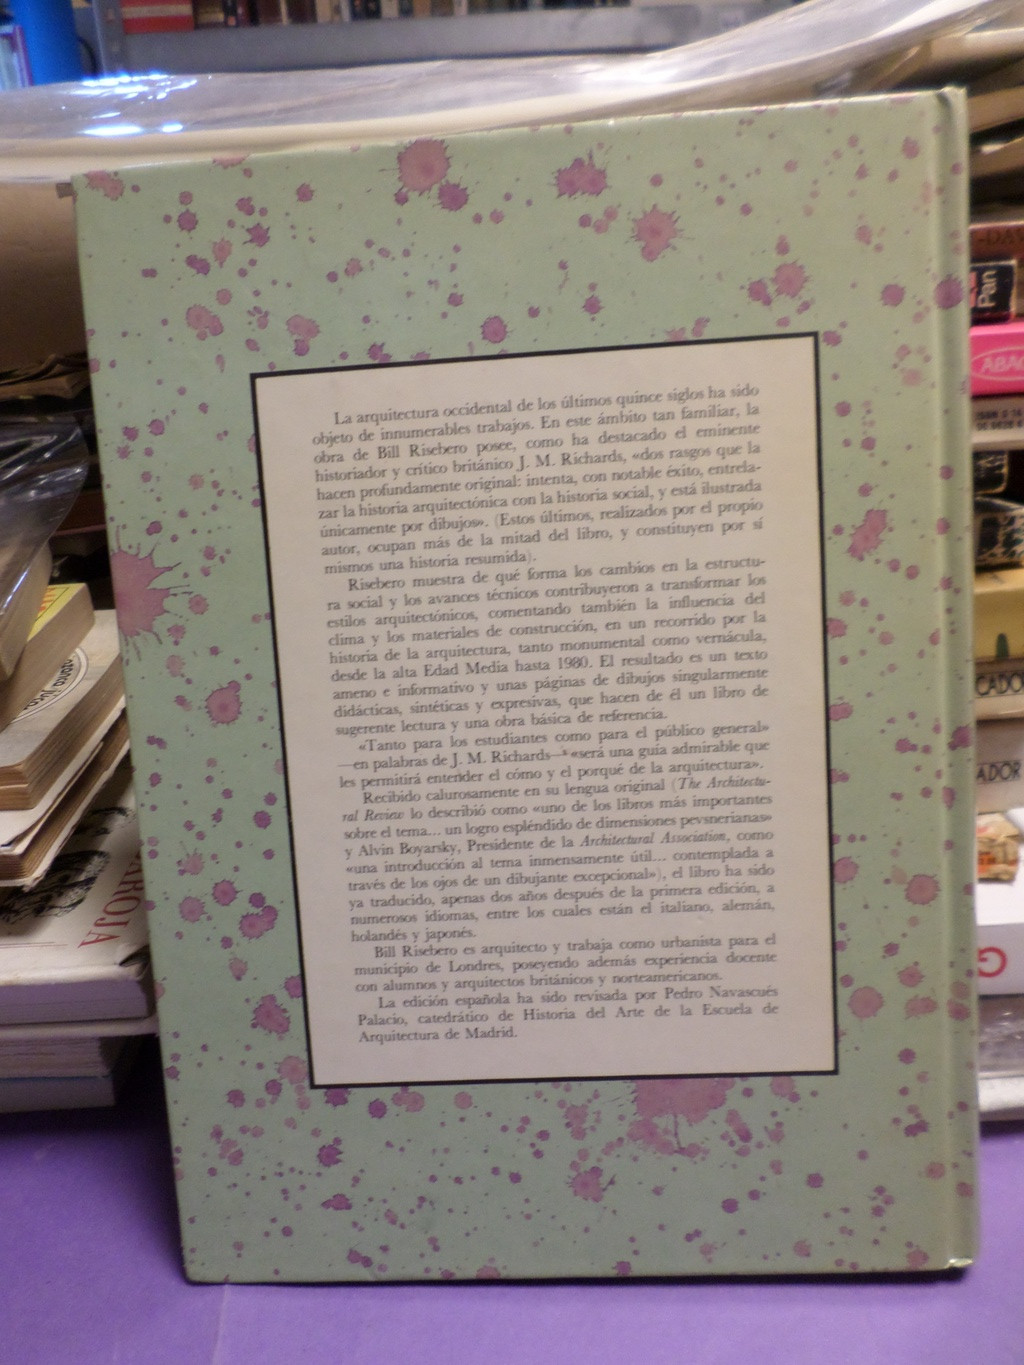 La arquitectura occidental de los últimos quince siglos ha sido
objeto de innumerables trabajos. En este ámbito tan familiar, la
obra de Bill Risebero posee, como ha destacado el eminente
historiador y crítico británico J. M. Richards, «dos rasgos que la
hacen profundamente original: intenta, con notable éxito, entrela-
zar la historia arquitectónica con la historia social, y está ilustrada
únicamente por dibujos». (Estos últimos, realizados por el propio
autor, ocupan más de la mitad del libro, y constituyen por sí
mismos una historia resumida).
Risebero muestra de qué forma los cambios en la estructu-
ra social y los avances técnicos contribuyeron a transformar los
estilos arquitectónicos, comentando también la influencia del
clima y los materiales de construcción, en un recorrido por la
historia de la arquitectura, tanto monumental como vernácula,
desde la alta Edad Media hasta 1980. El resultado es un texto
ameno e informativo y unas páginas de dibujos singularmente
didácticas, sintéticas y expresivas, que hacen de él un libro de
sugerente lectura y una obra básica de referencia.
«Tanto para los estudiantes como para el público general»
—en palabras de J. M. Richards— «será una guía admirable que
les permitirá entender el cómo y el porqué de la arquitectura».
Recibido calurosamente en su lengua original (The Architectu-
ral Review lo describió como «uno de los libros más importantes
sobre el tema... un logro espléndido de dimensiones pevsnerianas»
y Alvin Boyarsky, Presidente de la Architectural Association, como
«una introducción al tema inmensamente útil... contemplada a
través de los ojos de un dibujante excepcional»), el libro ha sido
ya traducido, apenas dos años después de la primera edición, a
numerosos idiomas, entre los cuales están el italiano, alemán,
holandés y japonés.
Bill Risebero es arquitecto y trabaja como urbanista para el
municipio de Londres, poseyendo además experiencia docente
con alumnos y arquitectos británicos y norteamericanos.
La edición española ha sido revisada por Pedro Navascués
Palacio, catedrático de Historia del Arte de la Escuela de
Arquitectura de Madrid.
AROJA
-DAV
Pan
ABAC
CADO
ADOR
G